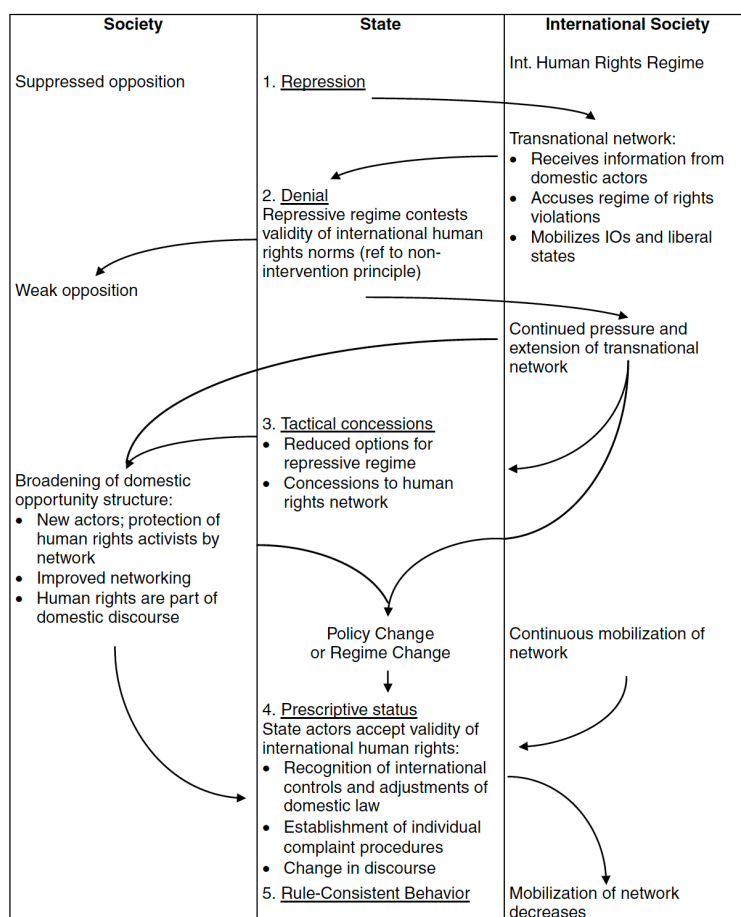 Society
State
International Society
Int. Human Rights Regime
Suppressed opposition
1. Repression
Transnational network:
• Receives information from
domestic actors
• Accuses regime of rights
violations
• Mobilizes IOs and liberal
states
2. Denial
Repressive regime contests
validity of international human
rights norms (ref to non-
intervention principle)
Weak opposition
Continued pressure and
extension of transnational
network
3. Tactical concessions
• Reduced options for
repressive regime
• Concessions to human
rights network
Broadening of domestic
opportunity structure:
• New actors; protection of
human rights activists by
network
• Improved networking
• Human rights are part of
domestic discourse
Policy Change
or Regime Change
Continuous mobilization of
network
4. Prescriptive status
State actors accept validity of
international human rights:
• Recognition of international
controls and adjustments of
domestic law
• Establishment of individual
complaint procedures
• Change in discourse
5. Rule-Consistent Behavior
Mobilization of network
decreases